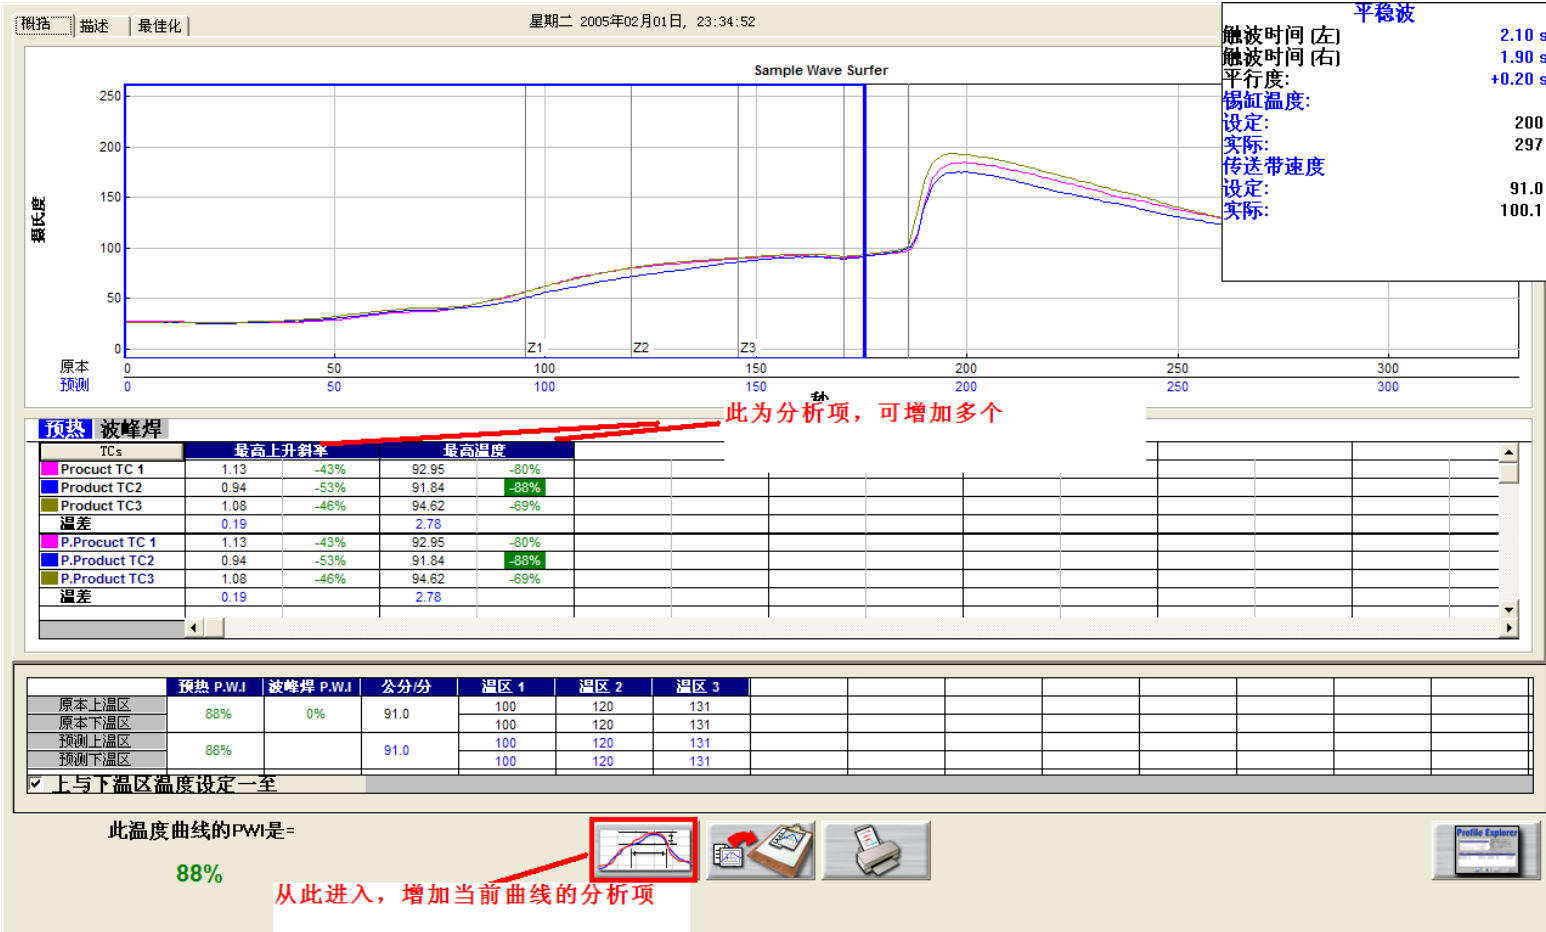 概括 描述 最佳化
星期二 2005年02月01日, 23:34:52
平稳波
触波时间 (左) 2.10 s
触波时间 (右) 1.90 s
平行度: +0.20 s
锡缸温度:
设定: 200
实际: 297
传送带速度
设定: 91.0
实际: 100.1
Sample Wave Surfer
250
200
150
100
50
0
摄氏度
Z1 Z2 Z3
原本 0 50 100 150 200 250 300
预测 0 50 100 150 200 250 300
秒
此为分析项，可增加多个
预热 波峰焊
TCs 最高上升斜率 最高温度
Procuct TC 1 1.13 -43% 92.95 -80%
Product TC2 0.94 -53% 91.84 -88%
Product TC3 1.08 -46% 94.62 -69%
温差 0.19 2.78
P.Procuct TC 1 1.13 -43% 92.95 -80%
P.Product TC2 0.94 -53% 91.84 -88%
P.Product TC3 1.08 -46% 94.62 -69%
温差 0.19 2.78
预热 P.W.I 波峰焊 P.W.I 公分/分 温区 1 温区 2 温区 3
原本上温区 88% 0% 91.0 100 120 131
原本下温区 100 120 131
预测上温区 88% 91.0 100 120 131
预测下温区 100 120 131
上与下温区温度设定一至
此温度曲线的PWI是=
88%
从此进入，增加当前曲线的分析项
Profile Explorer